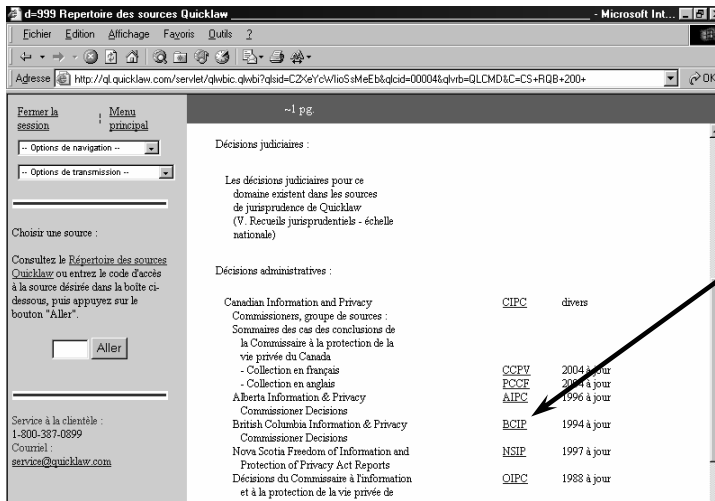 d=999 Repertoire des sources Quicklaw - Microsoft Int...
Fichier Edition Affichage Favoris Outils ?
Adresse http://ql.quicklaw.com/servlet/qlwbic.qlwbi?qlsid=C2XeYcWlioSsMeEb&qlcid=00004&qlvrb=QLCMD&C=CS+RQB+200+ OK
Fermer la session ¦ Menu principal
-- Options de navigation --
-- Options de transmission --
Choisir une source :
Consultez le Répertoire des sources
Quicklaw ou entrez le code d'accès
à la source désirée dans la boîte ci-
dessous, puis appuyez sur le
bouton "Aller".
Aller
Service à la clientèle :
1-800-387-0899
Courriel :
service@quicklaw.com
~1 pg.
Décisions judiciaires :
Les décisions judiciaires pour ce
domaine existent dans les sources
de jurisprudence de Quicklaw
(V. Recueils jurisprudentiels - échelle
nationale)
Décisions administratives :
Canadian Information and Privacy CIPC divers
Commissioners, groupe de sources :
Sommaires des cas des conclusions de
la Commissaire à la protection de la
vie privée du Canada
- Collection en français CCPV 2004 à jour
- Collection en anglais PCCF 2004 à jour
Alberta Information & Privacy AIPC 1996 à jour
Commissioner Decisions
British Columbia Information & Privacy BCIP 1994 à jour
Commissioner Decisions
Nova Scotia Freedom of Information and NSIP 1997 à jour
Protection of Privacy Act Reports
Décisions du Commissaire à l'information OIPC 1988 à jour
et à la protection de la vie privée de